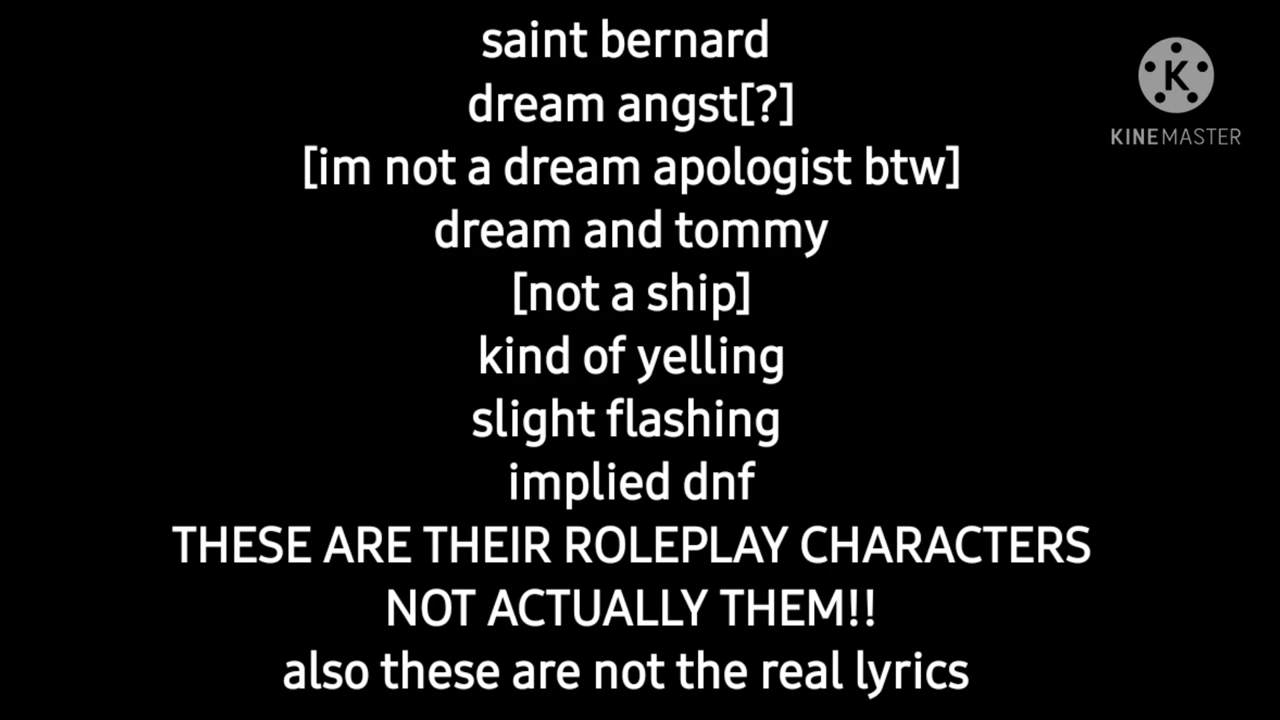 saint bernard
dream angst[?]
[im not a dream apologist btw]
dream and tommy
[not a ship]
kind of yelling
slight flashing
implied dnf
THESE ARE THEIR ROLEPLAY CHARACTERS
NOT ACTUALLY THEM!!
also these are not the real lyrics
K
KINEMASTER